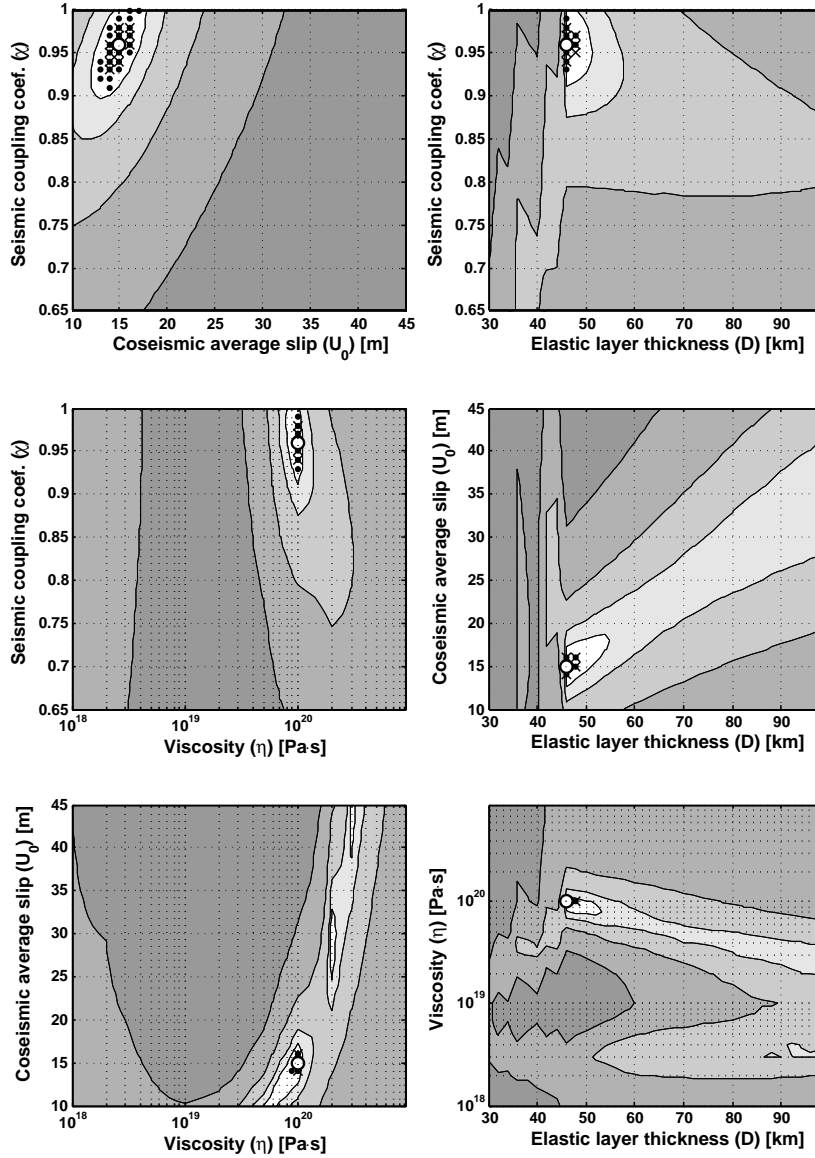 1
0.95
0.9
0.85
0.8
0.75
0.7
0.65
Seismic coupling coef. (χ)
10 15 20 25 30 35 40 45
Coseismic average slip (U0) [m]
1
0.95
0.9
0.85
0.8
0.75
0.7
0.65
Seismic coupling coef. (χ)
30 40 50 60 70 80 90
Elastic layer thickness (D) [km]
1
0.95
0.9
0.85
0.8
0.75
0.7
0.65
Seismic coupling coef. (χ)
10^18 10^19 10^20
Viscosity (η) [Pa·s]
45
40
35
30
25
20
15
10
Coseismic average slip (U0) [m]
30 40 50 60 70 80 90
Elastic layer thickness (D) [km]
45
40
35
30
25
20
15
10
Coseismic average slip (U0) [m]
10^18 10^19 10^20
Viscosity (η) [Pa·s]
10^20
10^19
10^18
Viscosity (η) [Pa·s]
30 40 50 60 70 80 90
Elastic layer thickness (D) [km]